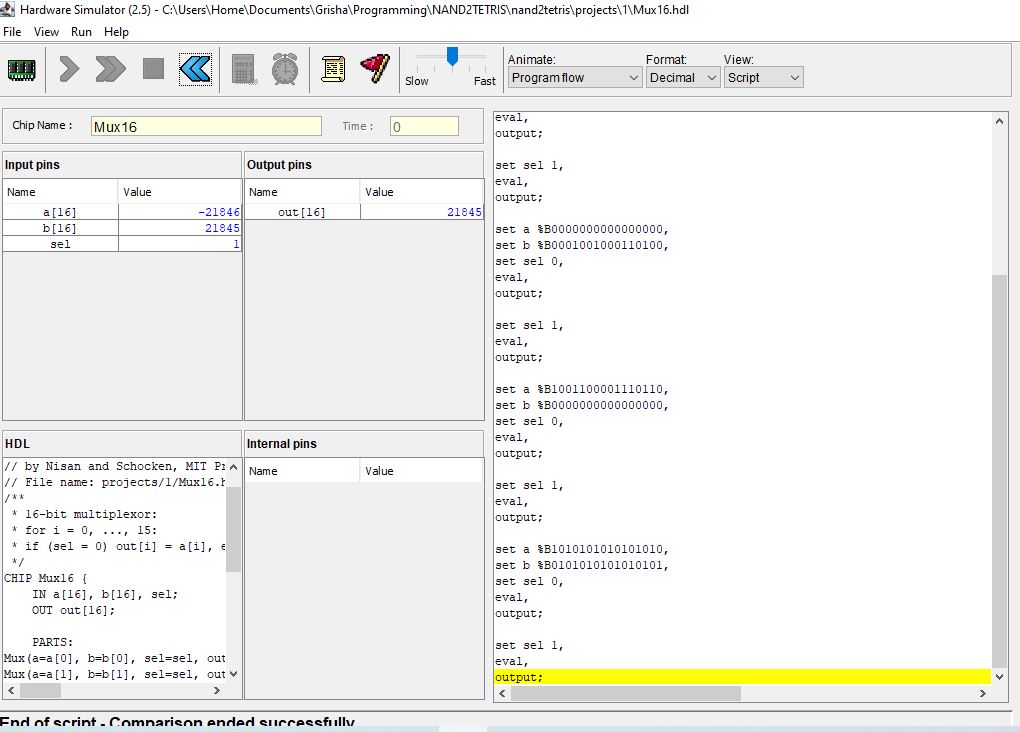 Hardware Simulator (2.5) - C:\Users\Home\Documents\Grisha\Programming\NAND2TETRIS\nand2tetris\projects\1\Mux16.hdl
File View Run Help
Slow Fast
Animate: Format: View:
Program flow Decimal Script
Chip Name : Mux16 Time : 0
Input pins
Name Value
a[16] -21846
b[16] 21845
sel 1
Output pins
Name Value
out[16] 21845
HDL
// by Nisan and Schocken, MIT Pr
// File name: projects/1/Mux16.h
/**
* 16-bit multiplexor:
* for i = 0, ..., 15:
* if (sel = 0) out[i] = a[i], e
*/
CHIP Mux16 {
IN a[16], b[16], sel;
OUT out[16];
PARTS:
Mux(a=a[0], b=b[0], sel=sel, out
Mux(a=a[1], b=b[1], sel=sel, out
Internal pins
Name Value
eval,
output;
set sel 1,
eval,
output;
set a %B0000000000000000,
set b %B0001001000110100,
set sel 0,
eval,
output;
set sel 1,
eval,
output;
set a %B1001100001110110,
set b %B0000000000000000,
set sel 0,
eval,
output;
set sel 1,
eval,
output;
set a %B1010101010101010,
set b %B0101010101010101,
set sel 0,
eval,
output;
set sel 1,
eval,
output;
End of script - Comparison ended successfully